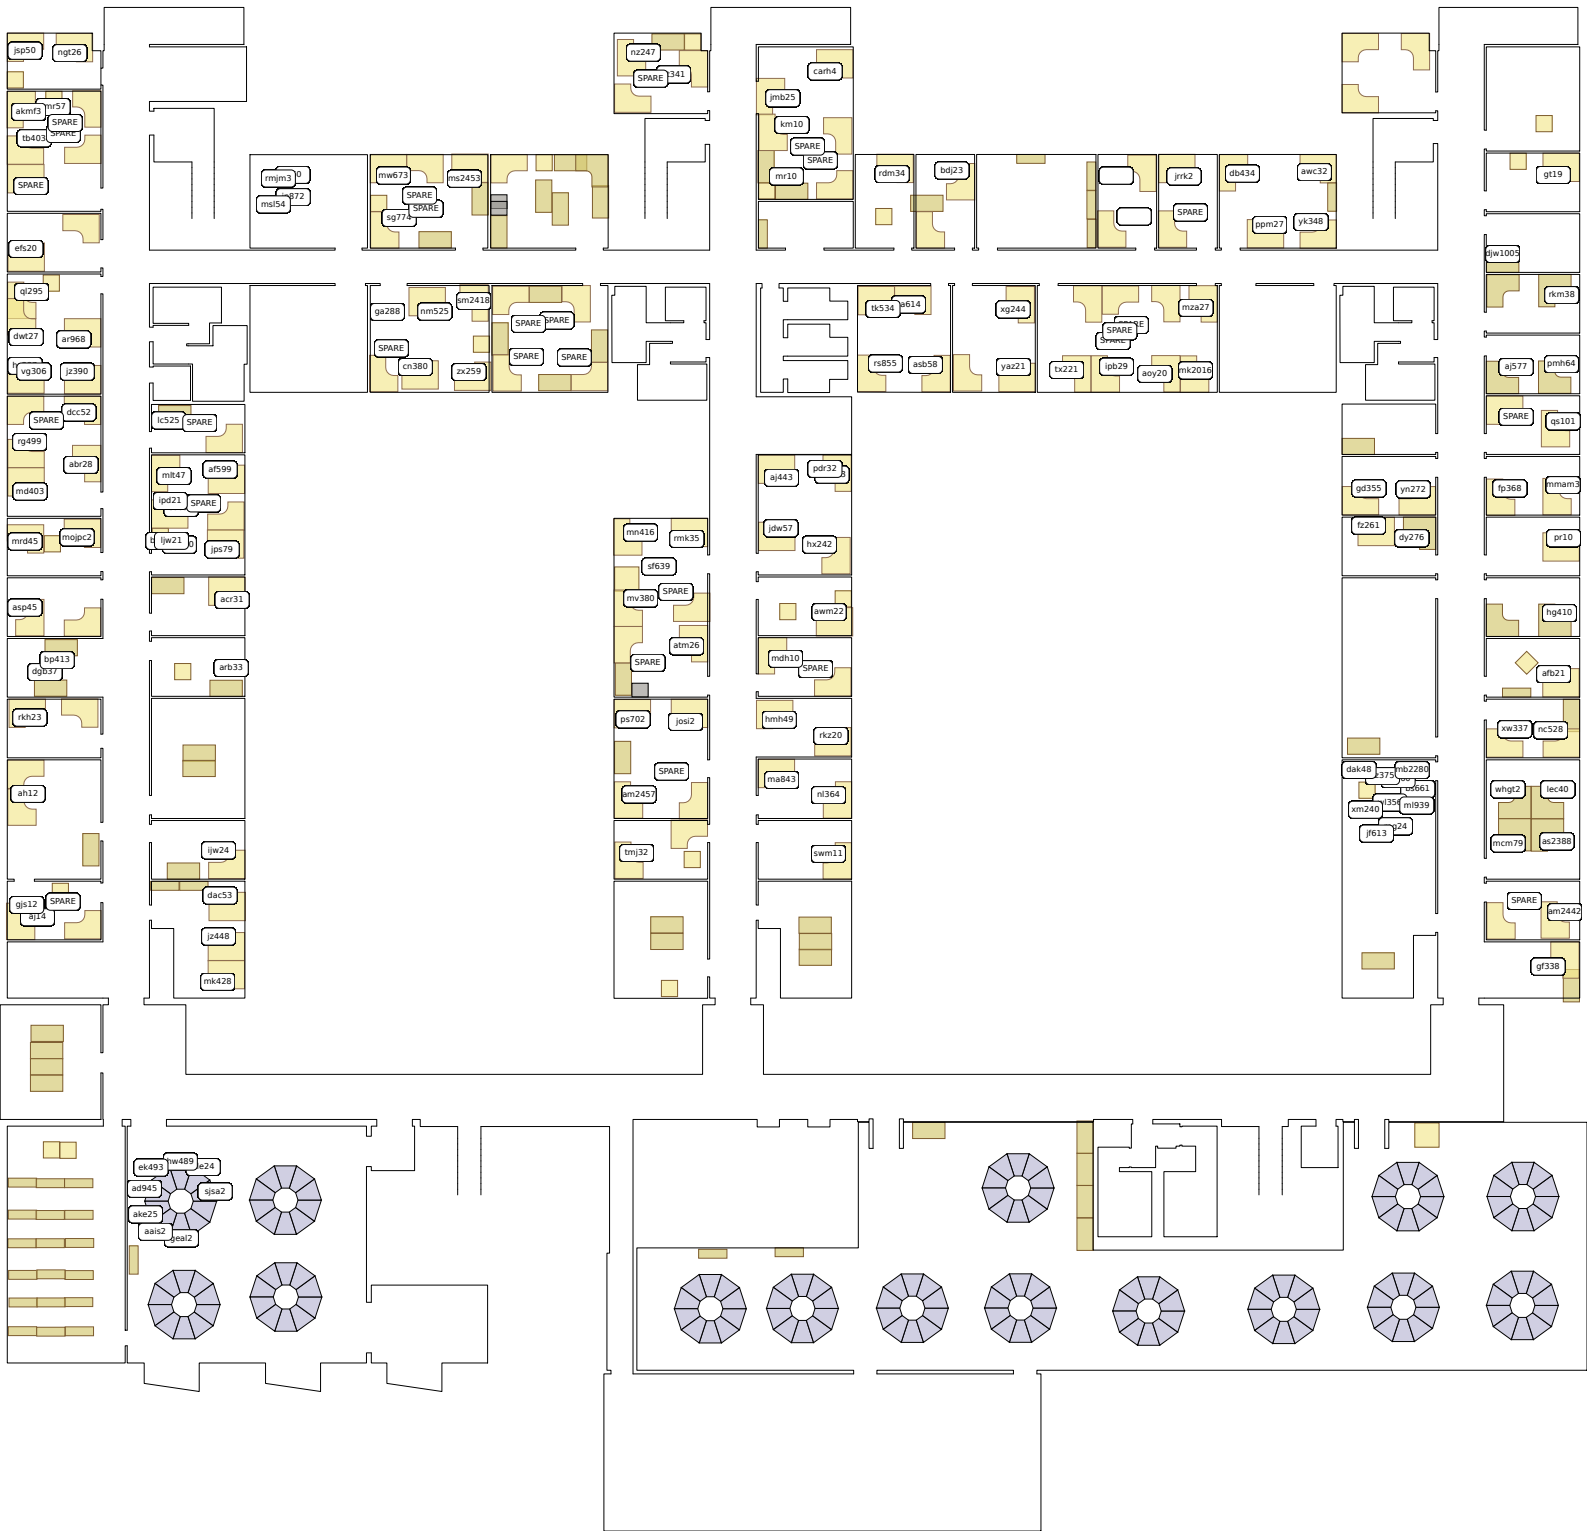 jsp50
ngt26
akmf3
tb403
SPARE
SPARE
efs20
ql295
dwt27
ar968
vg306
jz390
SPARE
dcc52
rg499
abr28
md403
mrd45
mojpc2
asp45
bp413
dgb37
rkh23
ah12
gjs12
SPARE
aj14
rmjm3
msl54
mw673
ms2453
SPARE
SPARE
sg774
ga288
nm525
sm2418
SPARE
cn380
zx259
SPARE
SPARE
SPARE
SPARE
lc525
SPARE
mlt47
af599
ipd21
SPARE
ljw21
jps79
acr31
arb33
ijw24
dac53
jz448
mk428
nz247
SPARE
carh4
jmb25
km10
SPARE
SPARE
mr10
rdm34
bdj23
jrrk2
SPARE
db434
awc32
ppm27
yk348
tk534
rs855
asb58
xg244
yaz21
mza27
SPARE
SPARE
SPARE
tx221
ipb29
aoy20
mk2016
mn416
rmk35
sf639
SPARE
mv380
atm26
SPARE
ps702
josi2
SPARE
am2457
tmj32
aj443
pdr32
jdw57
hx242
awm22
mdh10
SPARE
hmh49
rkz20
ma843
nl364
swm11
gd355
yn272
fz261
dy276
dak48
mb2280
xm240
ml939
jf613
gt19
djw1005
rkm38
aj577
pmh64
SPARE
qs101
fp368
mmam3
pr10
hg410
afb21
xw337
nc528
whgt2
lec40
mcm79
as2388
SPARE
am2442
gf338
ek493
ad945
sjsa2
ake25
aais2